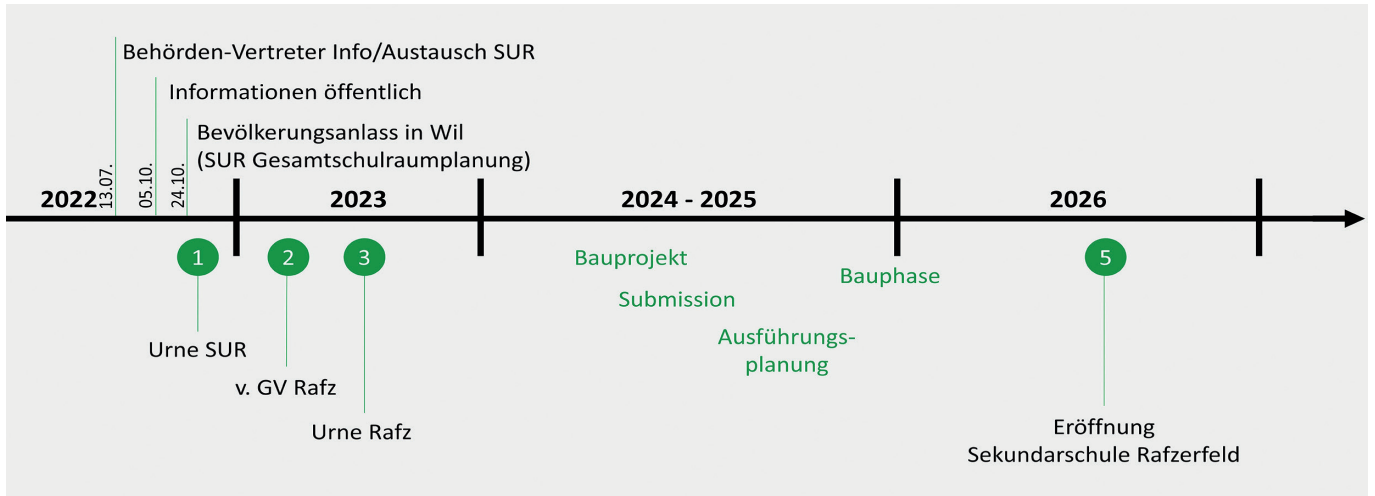 Behörden-Vertreter Info/Austausch SUR
Informationen öffentlich
Bevölkerungsanlass in Wil
(SUR Gesamtschulraumplanung)
13.07.
05.10.
24.10.
2022
2023
2024 - 2025
2026
1
2
3
5
Bauprojekt
Bauphase
Submission
Ausführungs-
planung
Urne SUR
v. GV Rafz
Urne Rafz
Eröffnung
Sekundarschule Rafzerfeld